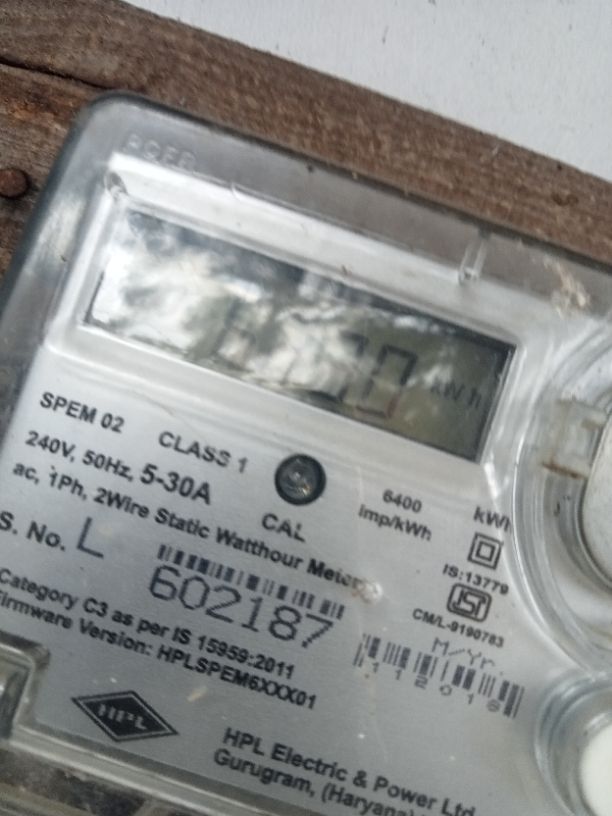 kWh
SPEM 02 CLASS 1
240V, 50Hz, 5-30A
ac, 1Ph, 2Wire Static Watthour Meter
CAL
6400
imp/kWh
S. No. L
602187
IS:13779
CM/L-9190783
M/Yr.
112018
Category C3 as per IS 15959:2011
Firmware Version: HPLSPEM6XXX01
HPL
HPL Electric & Power Ltd
Gurugram, (Haryana)